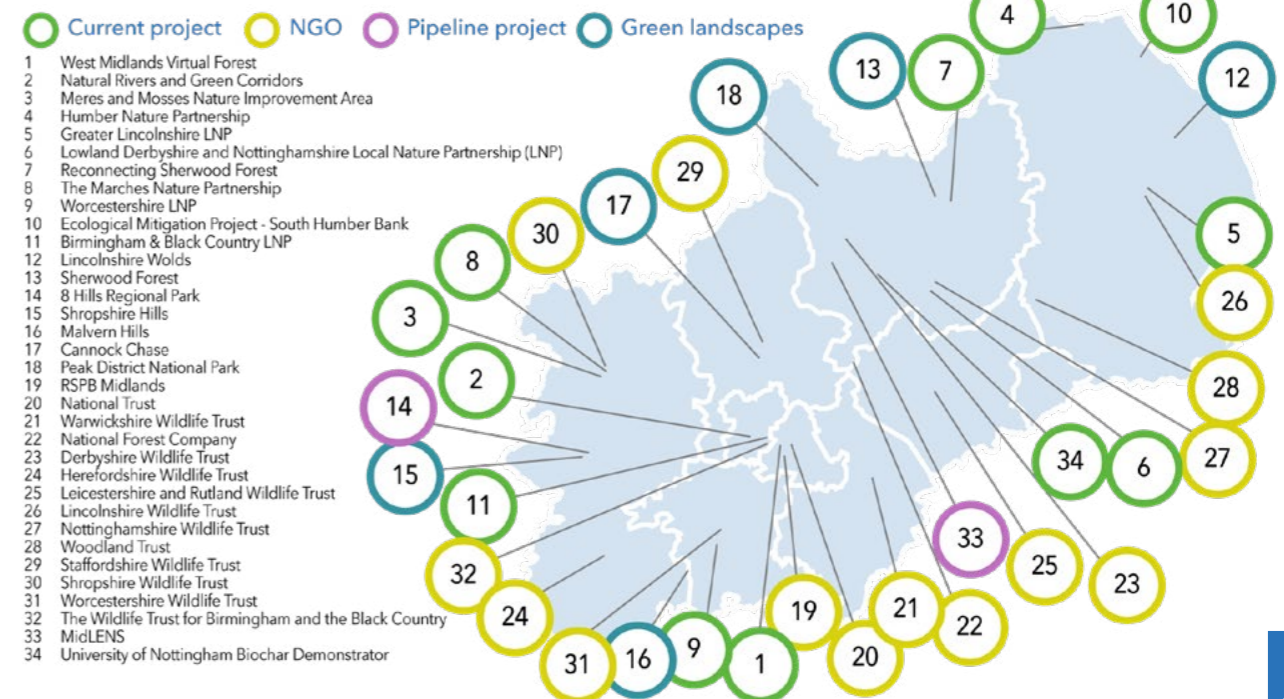 Current project NGO Pipeline project Green landscapes
1 West Midlands Virtual Forest
2 Natural Rivers and Green Corridors
3 Meres and Mosses Nature Improvement Area
4 Humber Nature Partnership
5 Greater Lincolnshire LNP
6 Lowland Derbyshire and Nottinghamshire Local Nature Partnership (LNP)
7 Reconnecting Sherwood Forest
8 The Marches Nature Partnership
9 Worcestershire LNP
10 Ecological Mitigation Project - South Humber Bank
11 Birmingham & Black Country LNP
12 Lincolnshire Wolds
13 Sherwood Forest
14 8 Hills Regional Park
15 Shropshire Hills
16 Malvern Hills
17 Cannock Chase
18 Peak District National Park
19 RSPB Midlands
20 National Trust
21 Warwickshire Wildlife Trust
22 National Forest Company
23 Derbyshire Wildlife Trust
24 Herefordshire Wildlife Trust
25 Leicestershire and Rutland Wildlife Trust
26 Lincolnshire Wildlife Trust
27 Nottinghamshire Wildlife Trust
28 Woodland Trust
29 Staffordshire Wildlife Trust
30 Shropshire Wildlife Trust
31 Worcestershire Wildlife Trust
32 The Wildlife Trust for Birmingham and the Black Country
33 MidLENS
34 University of Nottingham Biochar Demonstrator
4
10
13
7
12
18
29
17
30
5
8
26
3
2
28
14
34
6
27
15
11
33
25
32
23
24
19
21
22
31
16
9
1
20